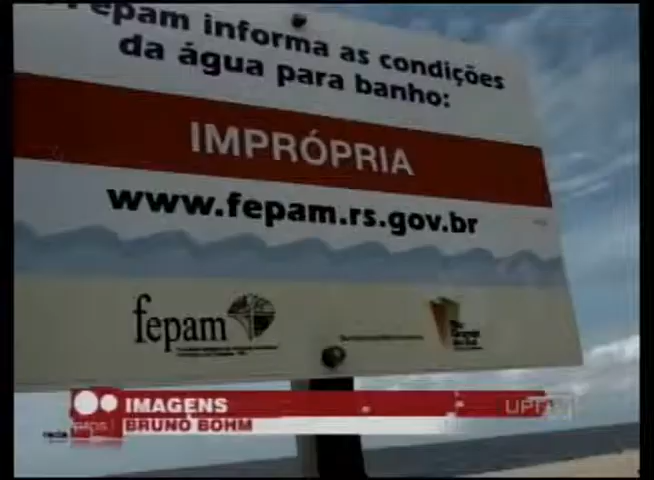 Fepam informa as condições
da água para banho:
IMPRÓPRIA
www.fepam.rs.gov.br
fepam
IMAGENS
BRUNO BOHM